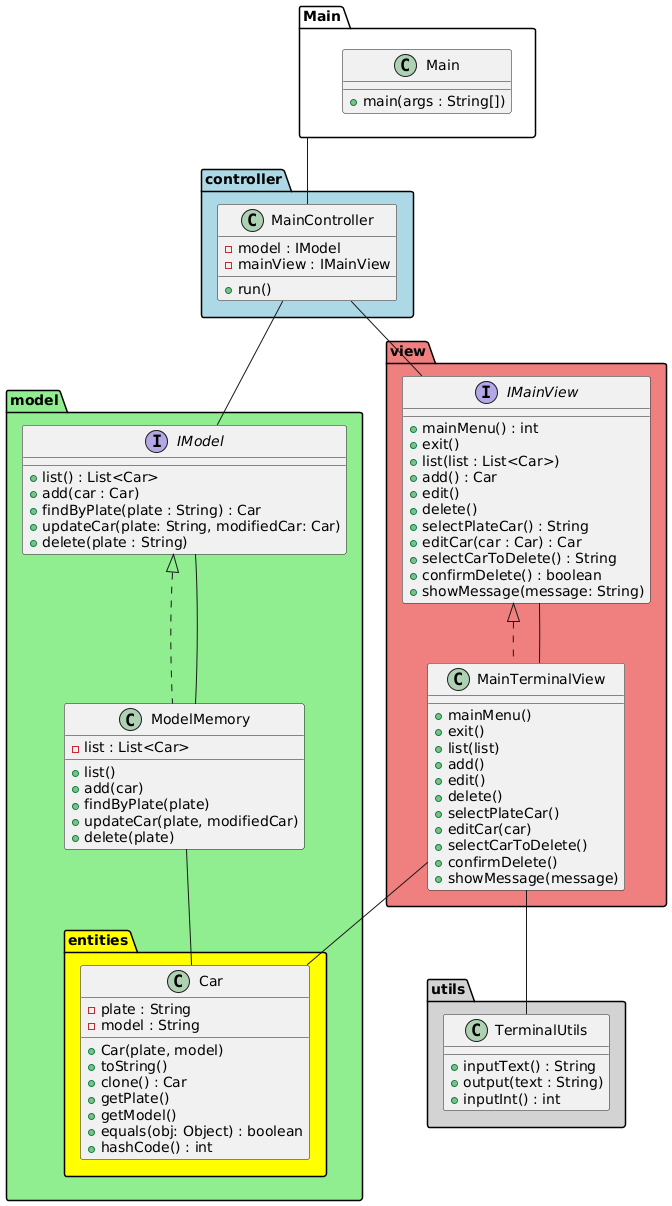 Main
C Main
main(args : String[])
controller
C MainController
model : IModel
mainView : IMainView
run()
view
I IMainView
mainMenu() : int
exit()
list(list : List<Car>)
add() : Car
edit()
delete()
selectPlateCar() : String
editCar(car : Car) : Car
selectCarToDelete() : String
confirmDelete() : boolean
showMessage(message: String)
model
I IModel
list() : List<Car>
add(car : Car)
findByPlate(plate : String) : Car
updateCar(plate: String, modifiedCar: Car)
delete(plate : String)
C MainTerminalView
mainMenu()
exit()
list(list)
add()
edit()
delete()
selectPlateCar()
editCar(car)
selectCarToDelete()
confirmDelete()
showMessage(message)
C ModelMemory
list : List<Car>
list()
add(car)
findByPlate(plate)
updateCar(plate, modifiedCar)
delete(plate)
entities
C Car
plate : String
model : String
Car(plate, model)
toString()
clone() : Car
getPlate()
getModel()
equals(obj: Object) : boolean
hashCode() : int
utils
C TerminalUtils
inputText() : String
output(text : String)
inputInt() : int